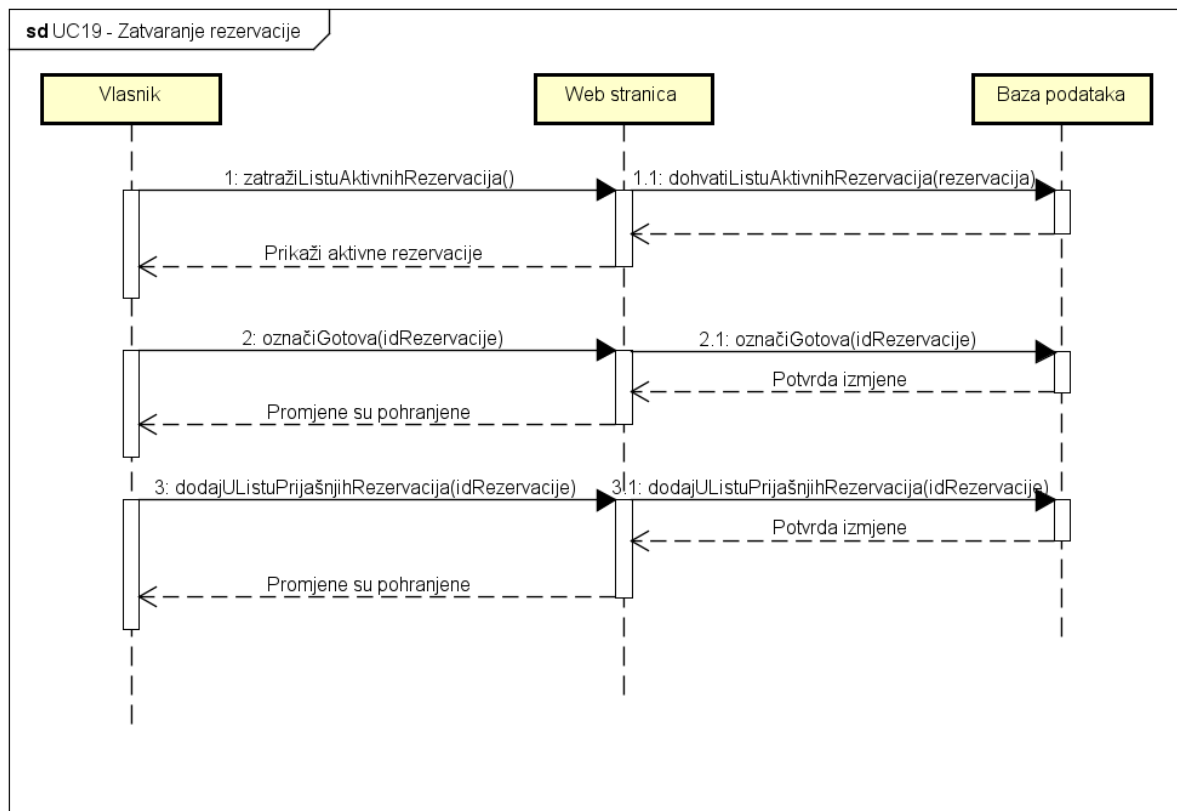 sd UC19 - Zatvaranje rezervacije
Vlasnik
Web stranica
Baza podataka
1: zatražiListuAktivnihRezervacija()
1.1: dohvatiListuAktivnihRezervacija(rezervacija)
Prikaži aktivne rezervacije
2: označiGotova(idRezervacije)
2.1: označiGotova(idRezervacije)
Potvrda izmjene
Promjene su pohranjene
3: dodajUListuPrijašnjihRezervacija(idRezervacije)
3.1: dodajUListuPrijašnjihRezervacija(idRezervacije)
Potvrda izmjene
Promjene su pohranjene